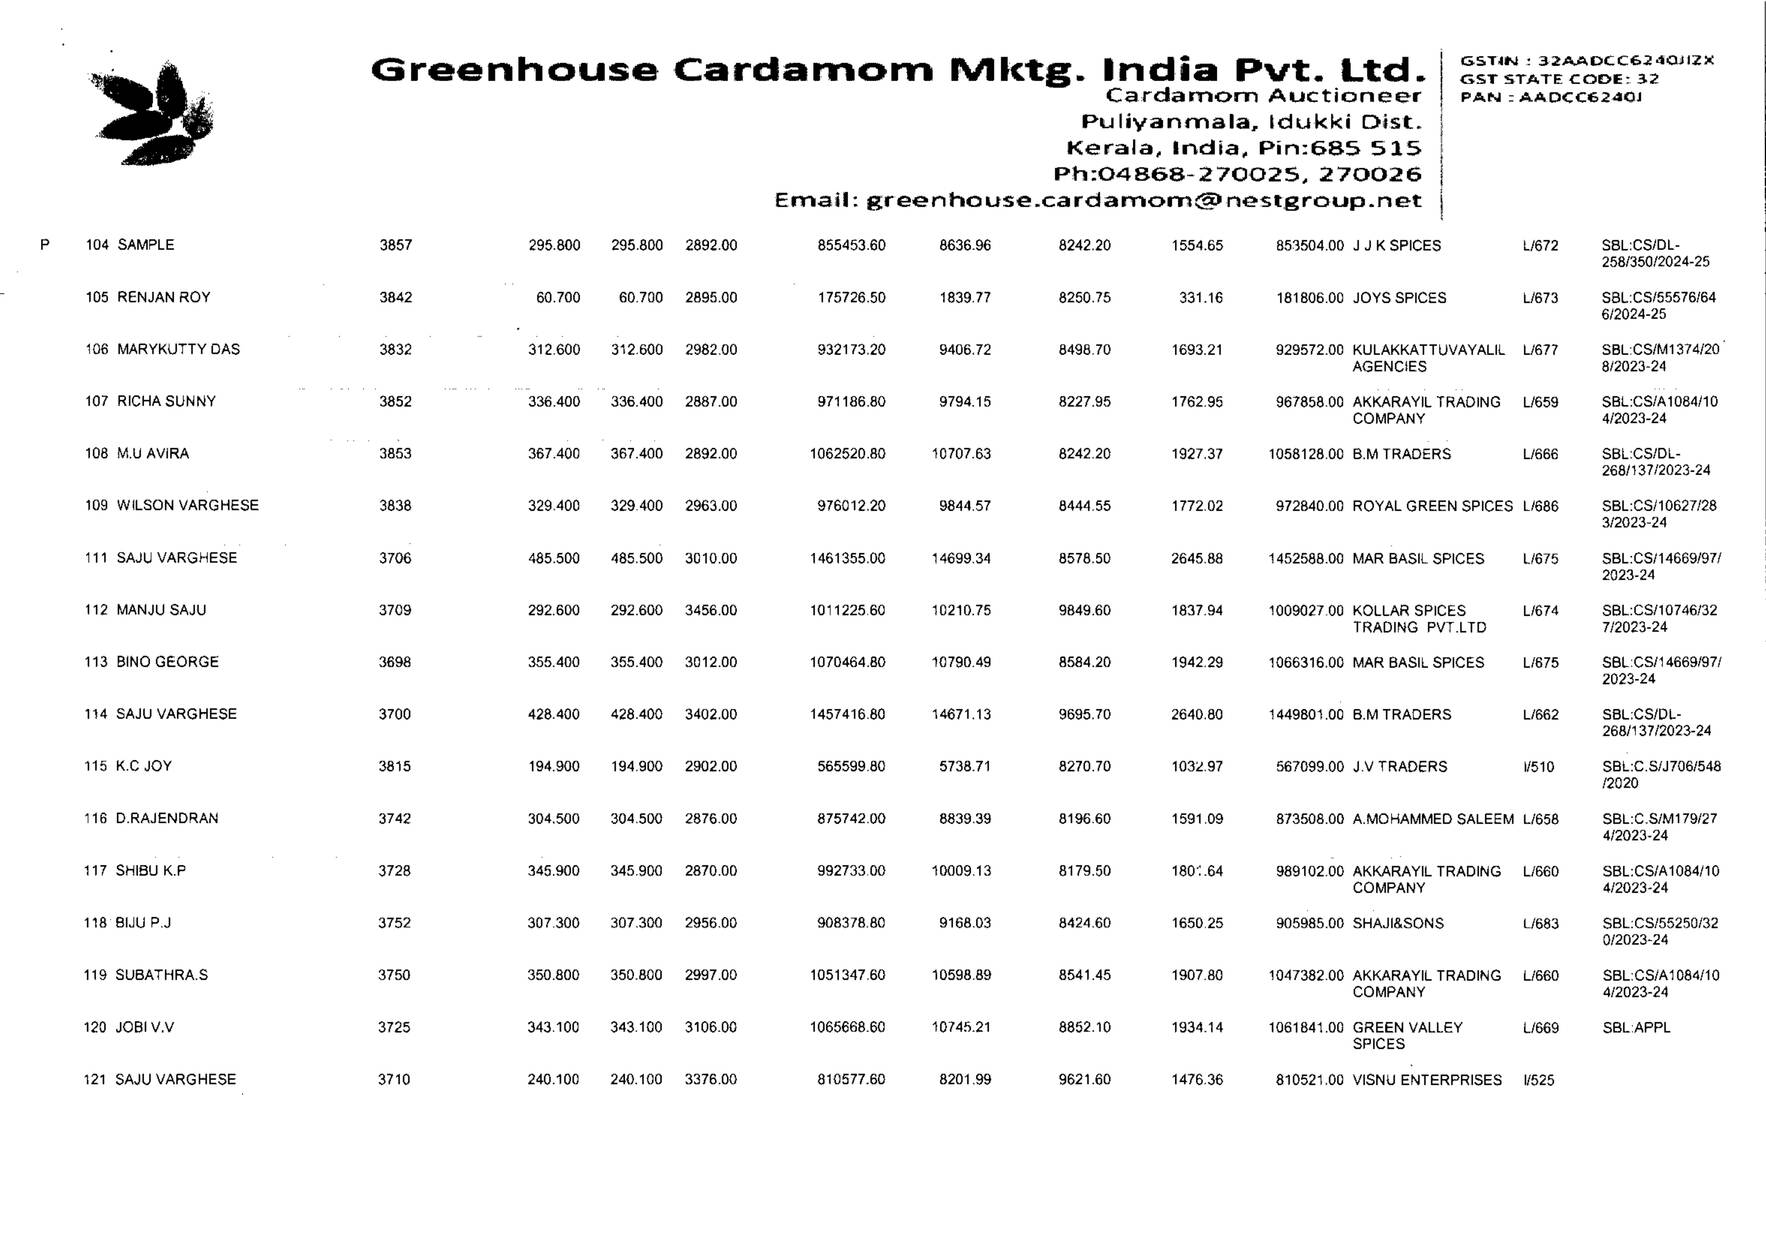 Greenhouse Cardamom Mktg. India Pvt. Ltd.
Cardamom Auctioneer
Puliyanmala, Idukki Dist.
Kerala, India, Pin:685 515
Ph:04868-270025, 270026
Email: greenhouse.cardamom@nestgroup.net
GSTIN : 32AADCC6240J1ZX
GST STATE CODE: 32
PAN : AADCC6240J
P 104 SAMPLE 3857 295.800 295.800 2892.00 855453.60 8636.96 8242.20 1554.65 853504.00 J J K SPICES L/672 SBL:CS/DL-
258/350/2024-25
105 RENJAN ROY 3842 60.700 60.700 2895.00 175726.50 1839.77 8250.75 331.16 181806.00 JOYS SPICES L/673 SBL:CS/55576/64
6/2024-25
106 MARYKUTTY DAS 3832 312.600 312.600 2982.00 932173.20 9406.72 8498.70 1693.21 929572.00 KULAKKATTUVAYALIL L/677 SBL:CS/M1374/20
AGENCIES 8/2023-24
107 RICHA SUNNY 3852 336.400 336.400 2887.00 971186.80 9794.15 8227.95 1762.95 967858.00 AKKARAYIL TRADING L/659 SBL:CS/A1084/10
COMPANY 4/2023-24
108 M.U AVIRA 3853 367.400 367.400 2892.00 1062520.80 10707.63 8242.20 1927.37 1058128.00 B.M TRADERS L/666 SBL:CS/DL-
268/137/2023-24
109 WILSON VARGHESE 3838 329.400 329.400 2963.00 976012.20 9844.57 8444.55 1772.02 972840.00 ROYAL GREEN SPICES L/686 SBL:CS/10627/28
3/2023-24
111 SAJU VARGHESE 3706 485.500 485.500 3010.00 1461355.00 14699.34 8578.50 2645.88 1452588.00 MAR BASIL SPICES L/675 SBL:CS/14669/97/
2023-24
112 MANJU SAJU 3709 292.600 292.600 3456.00 1011225.60 10210.75 9849.60 1837.94 1009027.00 KOLLAR SPICES L/674 SBL:CS/10746/32
TRADING PVT.LTD 7/2023-24
113 BINO GEORGE 3698 355.400 355.400 3012.00 1070464.80 10790.49 8584.20 1942.29 1066316.00 MAR BASIL SPICES L/675 SBL:CS/14669/97/
2023-24
114 SAJU VARGHESE 3700 428.400 428.400 3402.00 1457416.80 14671.13 9695.70 2640.80 1449801.00 B.M TRADERS L/662 SBL:CS/DL-
268/137/2023-24
115 K.C JOY 3815 194.900 194.900 2902.00 565599.80 5738.71 8270.70 1032.97 567099.00 J.V TRADERS I/510 SBL:C.S/J706/548
/2020
116 D.RAJENDRAN 3742 304.500 304.500 2876.00 875742.00 8839.39 8196.60 1591.09 873508.00 A.MOHAMMED SALEEM L/658 SBL:C.S/M179/27
4/2023-24
117 SHIBU K.P 3728 345.900 345.900 2870.00 992733.00 10009.13 8179.50 1801.64 989102.00 AKKARAYIL TRADING L/660 SBL:CS/A1084/10
COMPANY 4/2023-24
118 BIJU P.J 3752 307.300 307.300 2956.00 908378.80 9168.03 8424.60 1650.25 905985.00 SHAJI&SONS L/683 SBL:CS/55250/32
0/2023-24
119 SUBATHRA.S 3750 350.800 350.800 2997.00 1051347.60 10598.89 8541.45 1907.80 1047382.00 AKKARAYIL TRADING L/660 SBL:CS/A1084/10
COMPANY 4/2023-24
120 JOBI V.V 3725 343.100 343.100 3106.00 1065668.60 10745.21 8852.10 1934.14 1061841.00 GREEN VALLEY L/669 SBL:APPL
SPICES
121 SAJU VARGHESE 3710 240.100 240.100 3376.00 810577.60 8201.99 9621.60 1476.36 810521.00 VISNU ENTERPRISES I/525